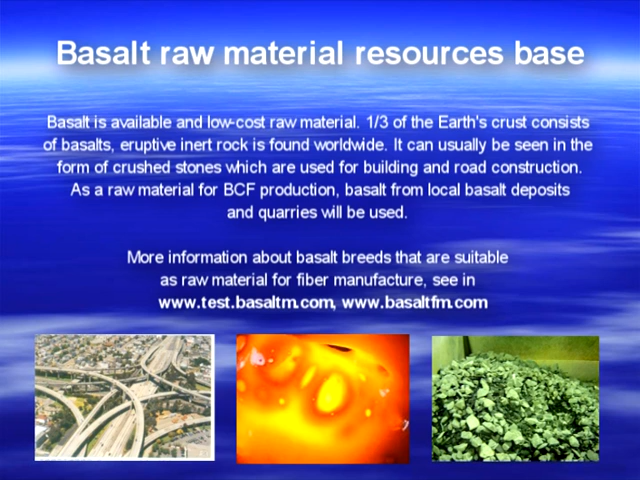 Basalt raw material resources base
Basalt is available and low-cost raw material. 1/3 of the Earth's crust consists
of basalts, eruptive inert rock is found worldwide. It can usually be seen in the
form of crushed stones which are used for building and road construction.
As a raw material for BCF production, basalt from local basalt deposits
and quarries will be used.
More information about basalt breeds that are suitable
as raw material for fiber manufacture, see in
www.test.basaltm.com, www.basaltfm.com